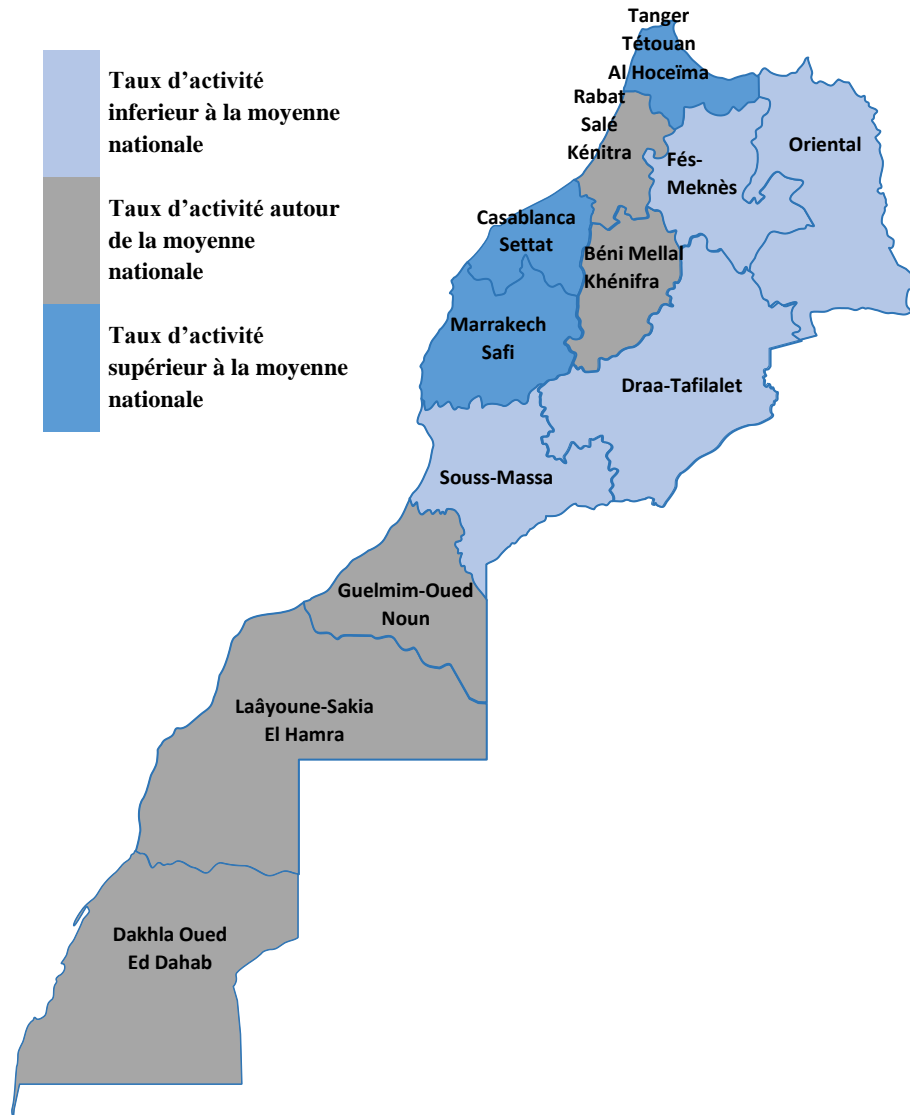 Taux d’activité
inferieur à la moyenne
nationale
Taux d’activité autour
de la moyenne
nationale
Taux d’activité
supérieur à la moyenne
nationale
Tanger
Tétouan
Al Hoceïma
Rabat
Salé
Kénitra
Fés-
Meknès
Oriental
Casablanca
Settat
Béni Mellal
Khénifra
Marrakech
Safi
Draa-Tafilalet
Souss-Massa
Guelmim-Oued
Noun
Laâyoune-Sakia
El Hamra
Dakhla Oued
Ed Dahab